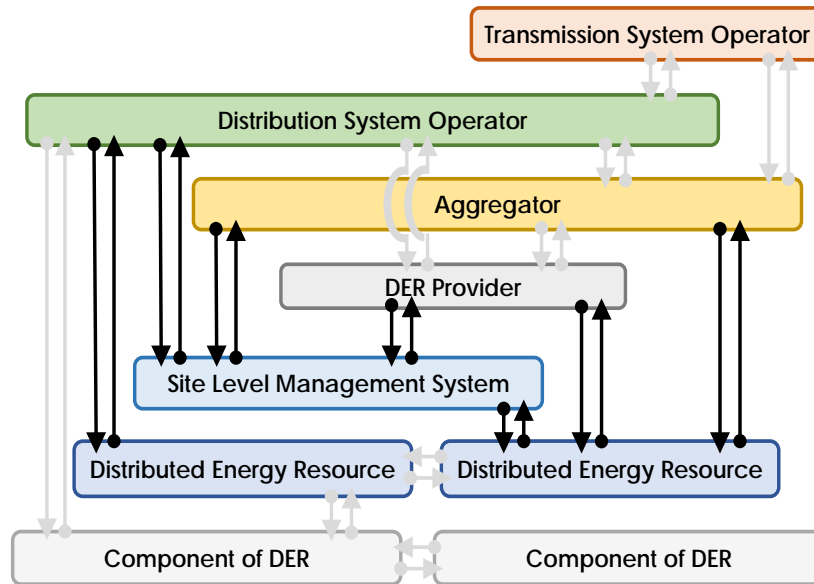 Transmission System Operator
Distribution System Operator
Aggregator
DER Provider
Site Level Management System
Distributed Energy Resource
Distributed Energy Resource
Component of DER
Component of DER